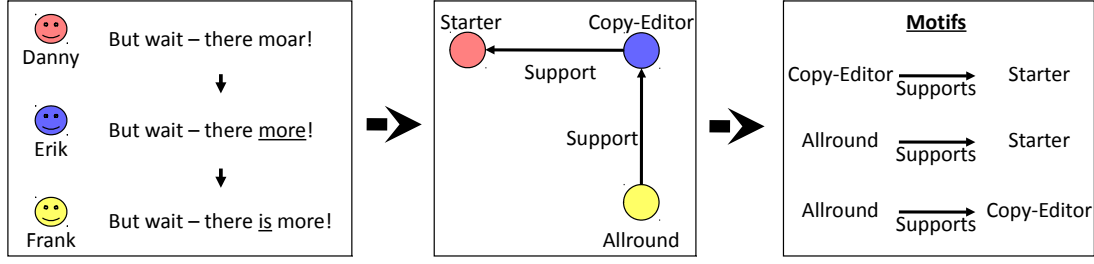 But wait – there moar!
Danny
But wait – there more!
Erik
But wait – there is more!
Frank
Starter
Copy-Editor
Support
Support
Allround
Motifs
Copy-Editor Supports Starter
Allround Supports Starter
Allround Supports Copy-Editor